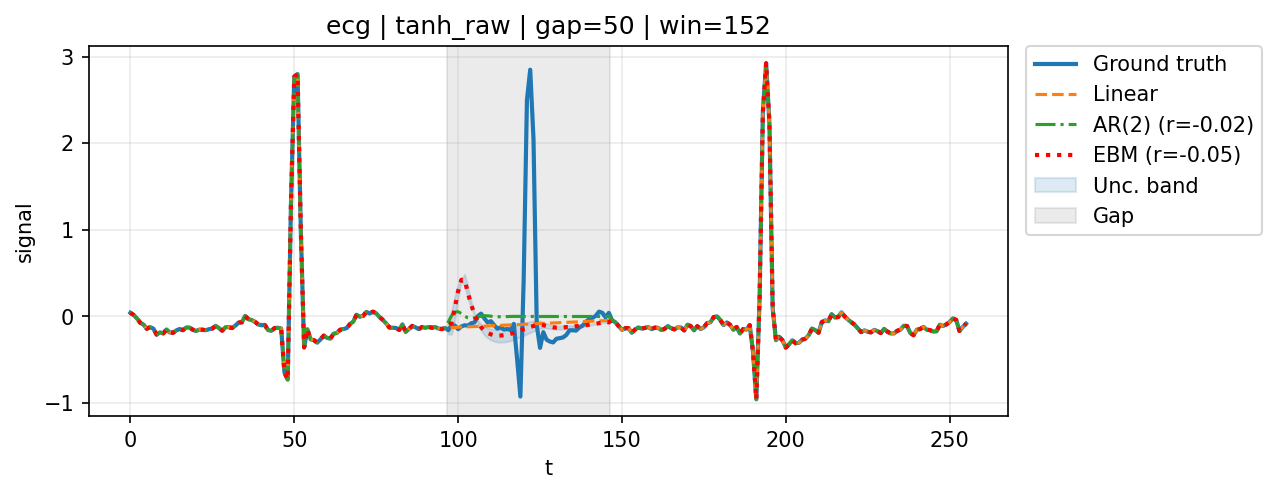 ecg | tanh_raw | gap=50 | win=152
3
2
1
0
−1
signal
0
50
100
150
200
250
t
Ground truth
Linear
AR(2) (r=-0.02)
EBM (r=-0.05)
Unc. band
Gap